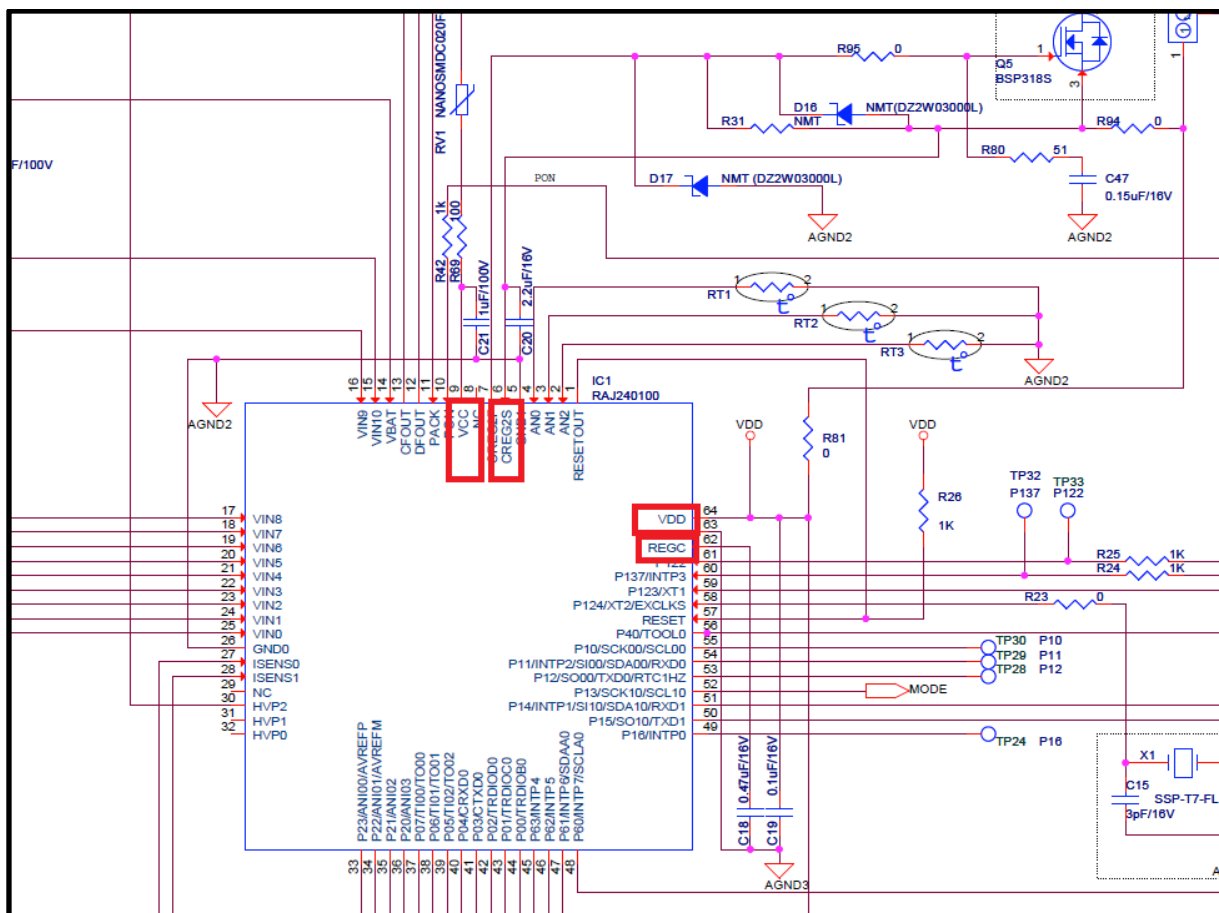 F/100V
RV1 NANOSMDC020F
R95 0
1
Q5
BSP318S
3
1
1
D16 NMT(DZ2W03000L)
R31 NMT
R94 0
R80 51
C47
0.15uF/16V
AGND2
PON
D17 NMT (DZ2W03000L)
AGND2
1k
100
R42
R69
1uF/100V
C21
2.2uF/16V
C20
RT1 1 2 t°
RT2 1 2 t°
RT3 1 2 t°
AGND2
AGND2
16 15 14 13 12 11 10 9 8 7 6 5 4 3 2 1
IC1
RAJ240100
VIN9
VIN10
VBAT
CFOUT
DFOUT
PACK
VCC
NC
CREG2S
AN0
AN1
AN2
RESETOUT
VDD
R81
0
VDD
R26
1K
TP32
P137
TP33
P122
17 VIN8
18 VIN7
19 VIN6
20 VIN5
21 VIN4
22 VIN3
23 VIN2
24 VIN1
25 VIN0
26 GND0
27 ISENS0
28 ISENS1
29 NC
30 HVP2
31 HVP1
32 HVP0
VDD 64
63
REGC 62
61
P137/INTP3 60
P123/XT1 59
P124/XT2/EXCLKS 58
RESET 57
P40/TOOL0 56
P10/SCK00/SCL00 55
P11/INTP2/SI00/SDA00/RXD0 54
P12/SO00/TXD0/RTC1HZ 53
P13/SCK10/SCL10 52
P14/INTP1/SI10/SDA10/RXD1 51
P15/SO10/TXD1 50
P16/INTP0 49
R25 1K
R24 1K
R23 0
TP30 P10
TP29 P11
TP28 P12
MODE
TP24 P16
X1
C15
SSP-T7-FL
3pF/16V
0.47uF/16V
C18
0.1uF/16V
C19
AGND3
P23/ANI00/AVREFP
P22/ANI01/AVREFM
P21/ANI02
P20/ANI03
P07/TI00/TO00
P06/TI01/TO01
P05/TI02/TO02
P04/CRXD0
P03/CTXD0
P02/TRDIOD0
P01/TRDIOC0
P00/TRDIOB0
P63/INTP4
P62/INTP5
P61/INTP6/SDAA0
P60/INTP7/SCLA0
33 34 35 36 37 38 39 40 41 42 43 44 45 46 47 48
A